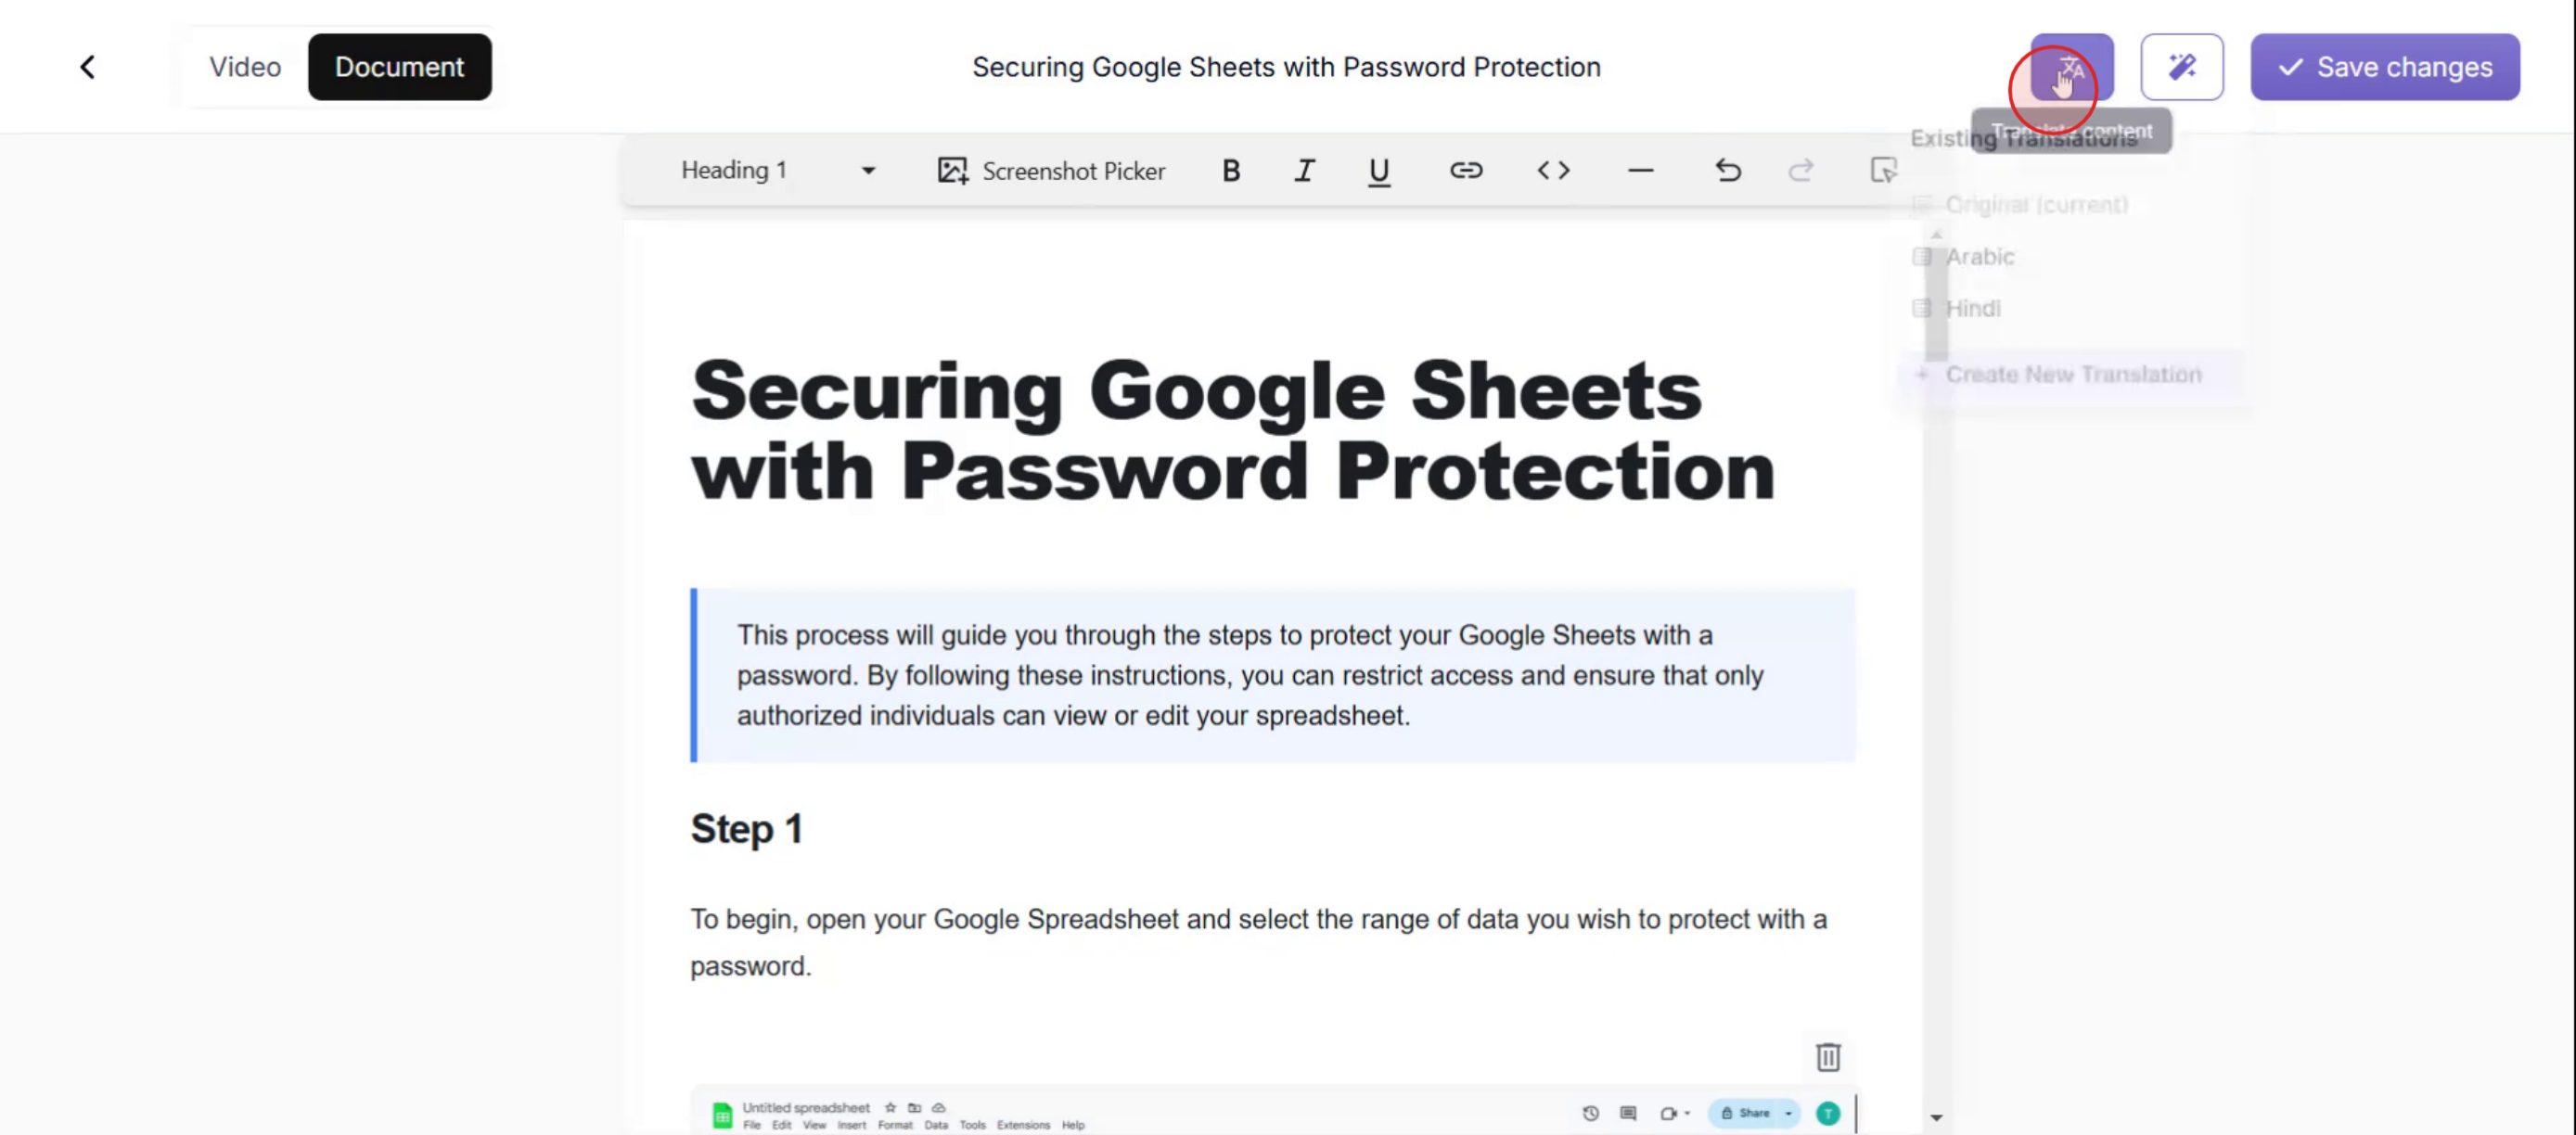 Video
Document
Securing Google Sheets with Password Protection
Save changes
Translate content
Existing Translations
Heading 1
Screenshot Picker
B I U
Original (current)
Arabic
Hindi
+ Create New Translation
Securing Google Sheets
with Password Protection
This process will guide you through the steps to protect your Google Sheets with a
password. By following these instructions, you can restrict access and ensure that only
authorized individuals can view or edit your spreadsheet.
Step 1
To begin, open your Google Spreadsheet and select the range of data you wish to protect with a
password.
Untitled spreadsheet
File Edit View Insert Format Data Tools Extensions Help
Share
T